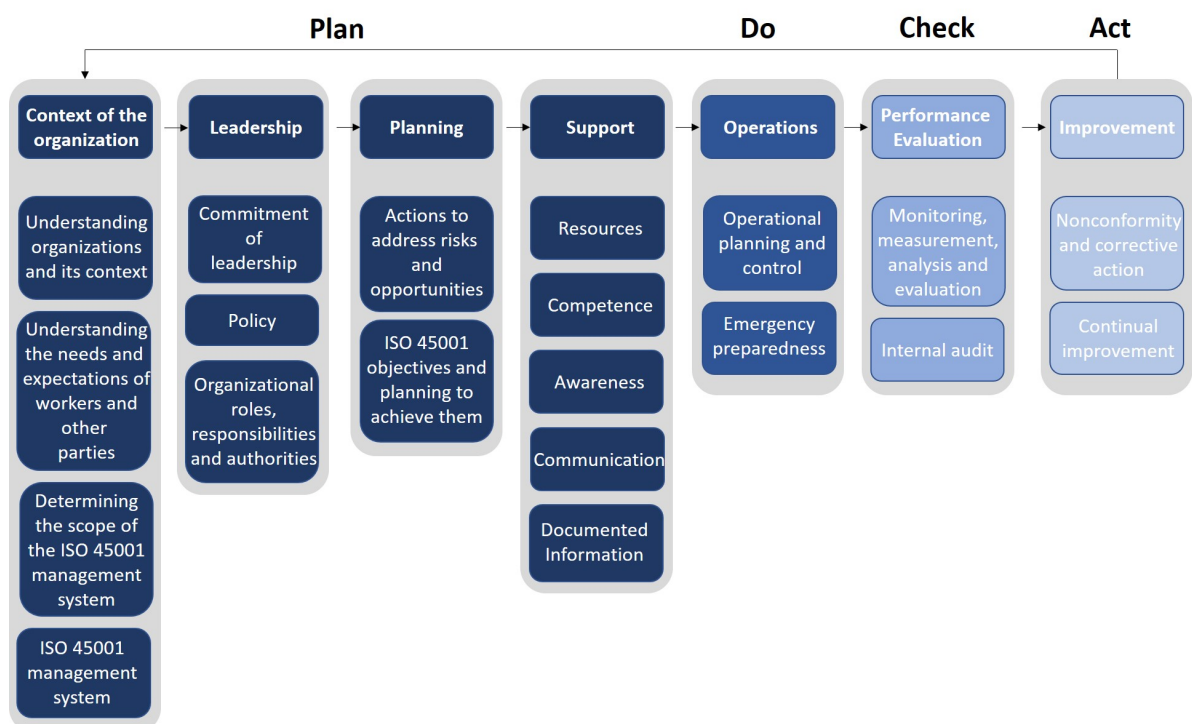 Plan
Do
Check
Act
Context of the
organization
Understanding
organizations
and its context
Understanding
the needs and
expectations of
workers and
other
parties
Determining
the scope of
the ISO 45001
management
system
ISO 45001
management
system
Leadership
Commitment
of
leadership
Policy
Organizational
roles,
responsibilities
and authorities
Planning
Actions to
address risks
and
opportunities
ISO 45001
objectives and
planning to
achieve them
Support
Resources
Competence
Awareness
Communication
Documented
Information
Operations
Operational
planning and
control
Emergency
preparedness
Performance
Evaluation
Monitoring,
measurement,
analysis and
evaluation
Internal audit
Improvement
Nonconformity
and corrective
action
Continual
improvement